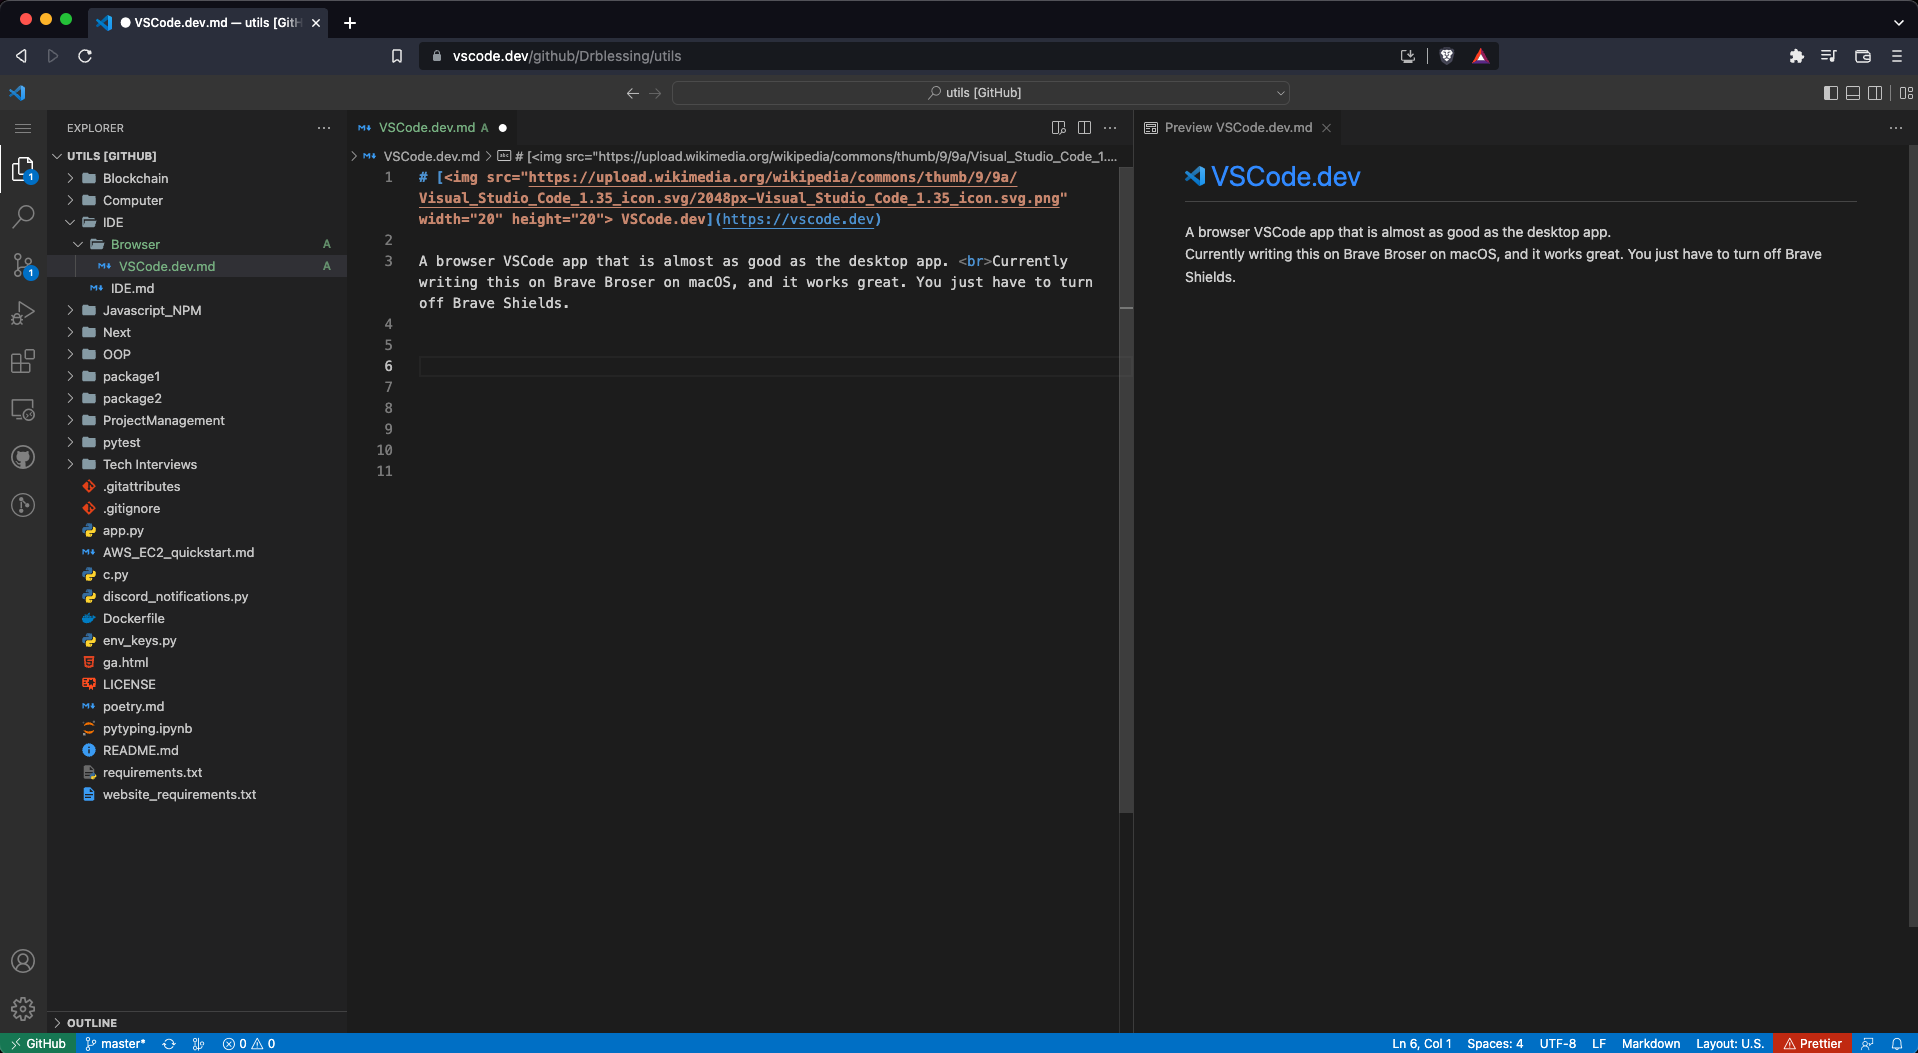 VSCode.dev.md — utils [GitH
vscode.dev/github/Drblessing/utils
utils [GitHub]
EXPLORER
UTILS [GITHUB]
Blockchain
Computer
IDE
Browser A
VSCode.dev.md A
IDE.md
Javascript_NPM
Next
OOP
package1
package2
ProjectManagement
pytest
Tech Interviews
.gitattributes
.gitignore
app.py
AWS_EC2_quickstart.md
c.py
discord_notifications.py
Dockerfile
env_keys.py
ga.html
LICENSE
poetry.md
pytyping.ipynb
README.md
requirements.txt
website_requirements.txt
OUTLINE
1
1
VSCode.dev.md A
VSCode.dev.md > # [<img src="https://upload.wikimedia.org/wikipedia/commons/thumb/9/9a/Visual_Studio_Code_1....
1 # [<img src="https://upload.wikimedia.org/wikipedia/commons/thumb/9/9a/
Visual_Studio_Code_1.35_icon.svg/2048px-Visual_Studio_Code_1.35_icon.svg.png"
width="20" height="20"> VSCode.dev](https://vscode.dev)
2
3 A browser VSCode app that is almost as good as the desktop app. <br>Currently
writing this on Brave Broser on macOS, and it works great. You just have to turn
off Brave Shields.
4
5
6
7
8
9
10
11
Preview VSCode.dev.md
VSCode.dev
A browser VSCode app that is almost as good as the desktop app.
Currently writing this on Brave Broser on macOS, and it works great. You just have to turn off Brave
Shields.
GitHub master* 0 0 Ln 6, Col 1 Spaces: 4 UTF-8 LF Markdown Layout: U.S. Prettier